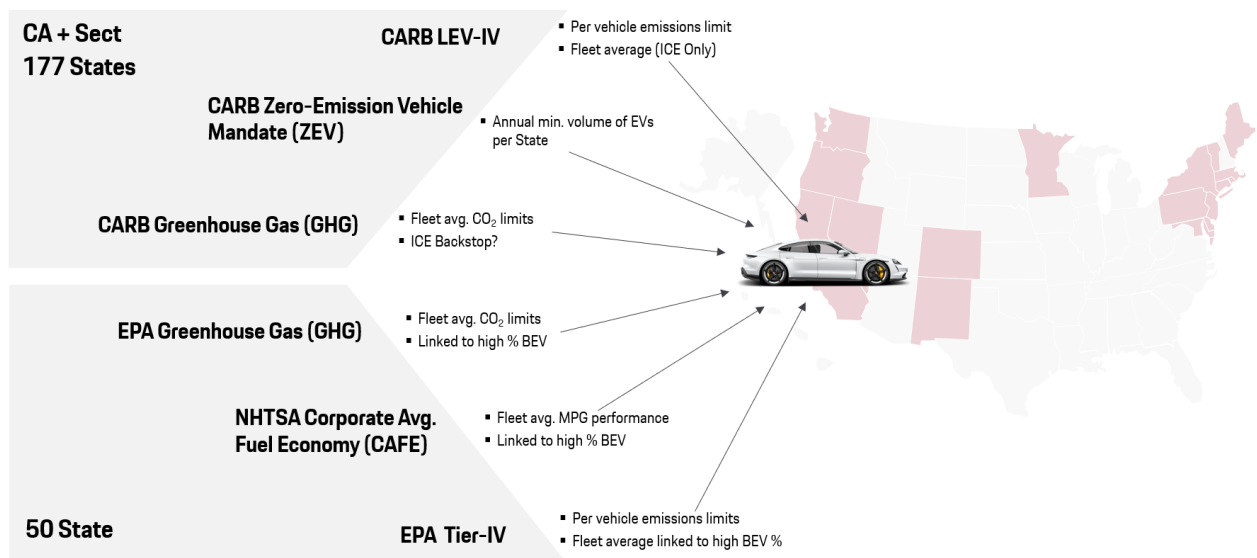 CA + Sect
177 States
CARB LEV-IV
▪ Per vehicle emissions limit
▪ Fleet average (ICE Only)
CARB Zero-Emission Vehicle
Mandate (ZEV)
▪ Annual min. volume of EVs
per State
CARB Greenhouse Gas (GHG)
▪ Fleet avg. CO₂ limits
▪ ICE Backstop?
EPA Greenhouse Gas (GHG)
▪ Fleet avg. CO₂ limits
▪ Linked to high % BEV
NHTSA Corporate Avg.
Fuel Economy (CAFE)
▪ Fleet avg. MPG performance
▪ Linked to high % BEV
50 State
EPA Tier-IV
▪ Per vehicle emissions limits
▪ Fleet average linked to high BEV %